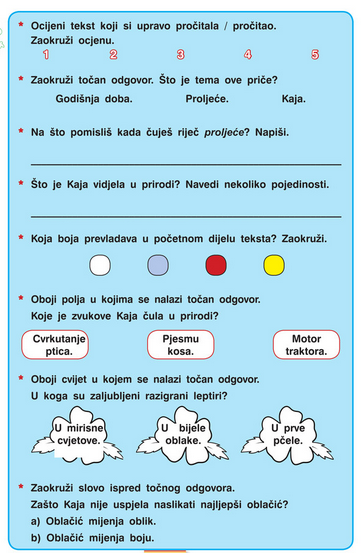 * Ocijeni tekst koji si upravo pročitala / pročitao.
Zaokruži ocjenu.
1 2 3 4 5
* Zaokruži točan odgovor. Što je tema ove priče?
Godišnja doba. Proljeće. Kaja.
* Na što pomisliš kada čuješ riječ proljeće? Napiši.
* Što je Kaja vidjela u prirodi? Navedi nekoliko pojedinosti.
* Koja boja prevladava u početnom dijelu teksta? Zaokruži.
* Oboji polja u kojima se nalazi točan odgovor.
Koje je zvukove Kaja čula u prirodi?
Cvrkutanje
ptica.
Pjesmu
kosa.
Motor
traktora.
* Oboji cvijet u kojem se nalazi točan odgovor.
U koga su zaljubljeni razigrani leptiri?
U mirisne
cvjetove.
U bijele
oblake.
U prve
pčele.
* Zaokruži slovo ispred točnog odgovora.
Zašto Kaja nije uspjela naslikati najljepši oblačić?
a) Oblačić mijenja oblik.
b) Oblačić mijenja boju.